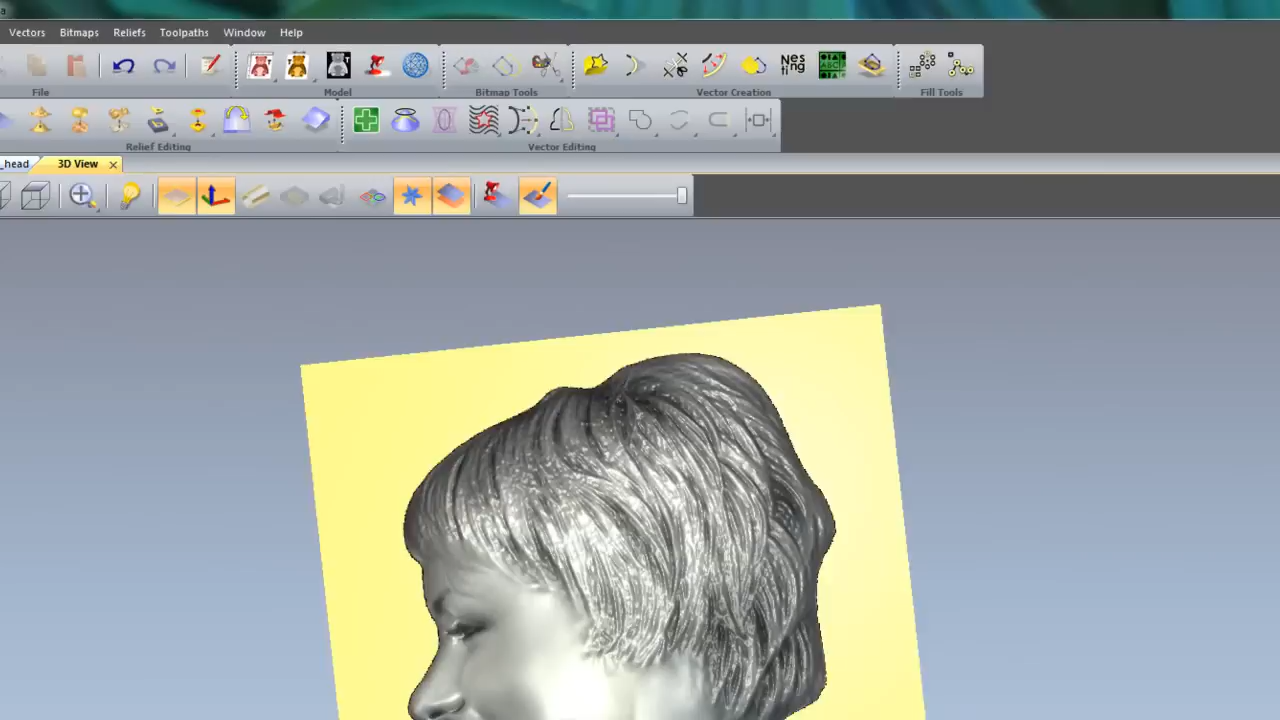 a
Vectors Bitmaps Reliefs Toolpaths Window Help
Nes
ting
ABC
File Model Bitmap Tools Vector Creation Fill Tools
Relief Editing Vector Editing
_head 3D View